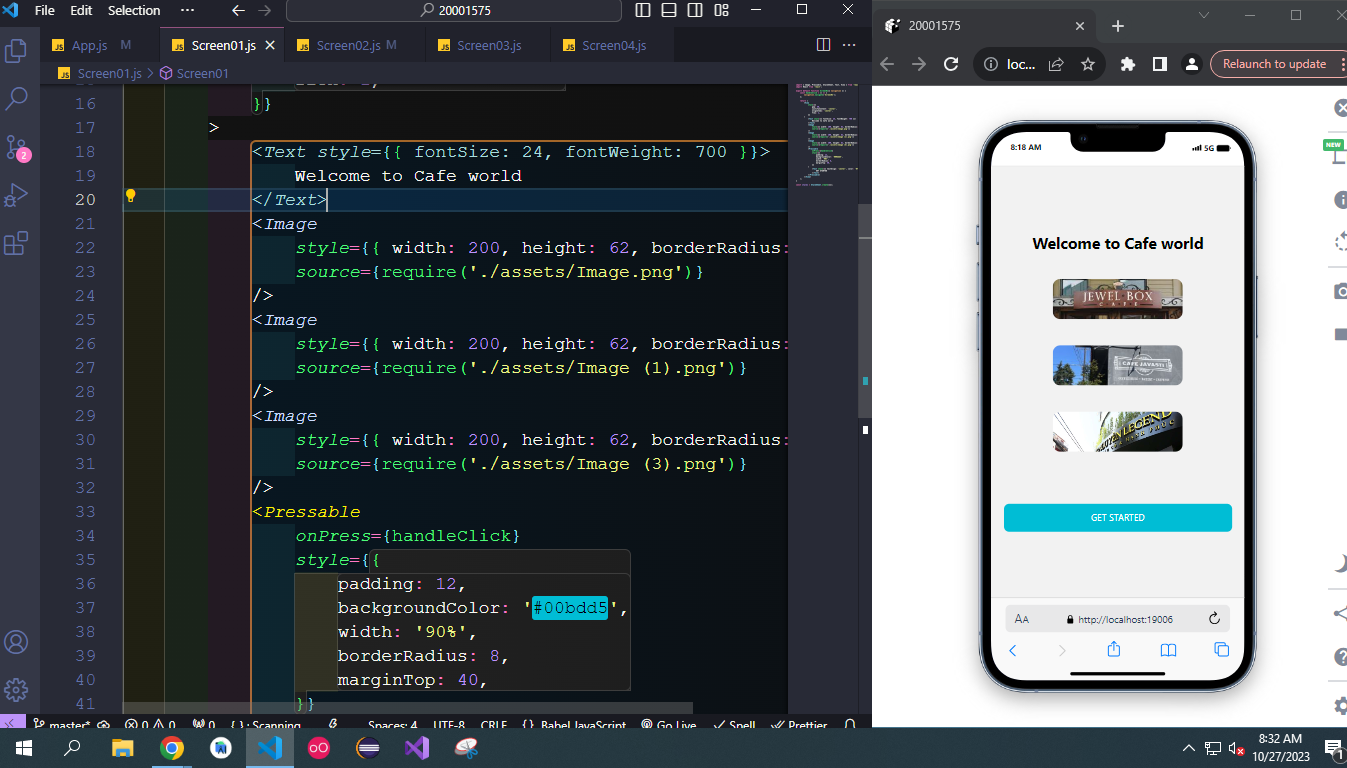 File Edit Selection ··· 20001575
JS App.js M JS Screen01.js JS Screen02.js M JS Screen03.js JS Screen04.js ···
JS Screen01.js > Screen01
16 }}
17 >
18 <Text style={{ fontSize: 24, fontWeight: 700 }}>
19 Welcome to Cafe world
20 </Text>
21 <Image
22 style={{ width: 200, height: 62, borderRadius:
23 source={require('./assets/Image.png')}
24 />
25 <Image
26 style={{ width: 200, height: 62, borderRadius:
27 source={require('./assets/Image (1).png')}
28 />
29 <Image
30 style={{ width: 200, height: 62, borderRadius:
31 source={require('./assets/Image (3).png')}
32 />
33 <Pressable
34 onPress={handleClick}
35 style={{
36 padding: 12,
37 backgroundColor: '#00bdd5',
38 width: '90%',
39 borderRadius: 8,
40 marginTop: 40,
41 }}
2
master* 0 0 0 { } : Scanning Spaces: 4 UTF-8 CRLF { } Babel JavaScript Go Live Spell Prettier
20001575
loc... Relaunch to update
NEW
8:18 AM 5G
Welcome to Cafe world
JEWEL·BOX
CAFE
CAFE JAVASTI
GET STARTED
AA http://localhost:19006
8:32 AM
10/27/2023
1